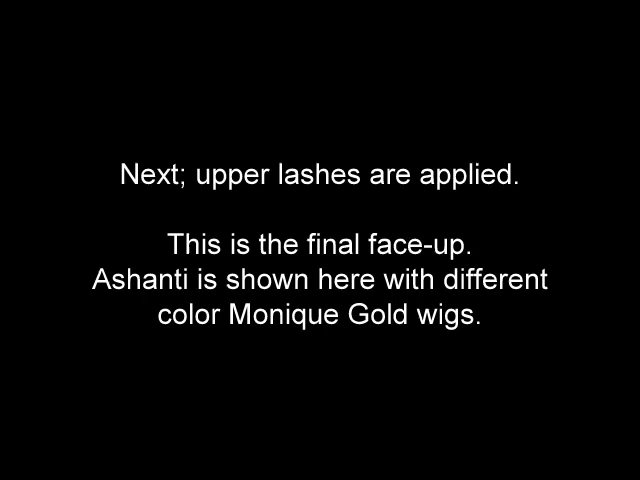 Next; upper lashes are applied.
This is the final face-up.
Ashanti is shown here with different
color Monique Gold wigs.